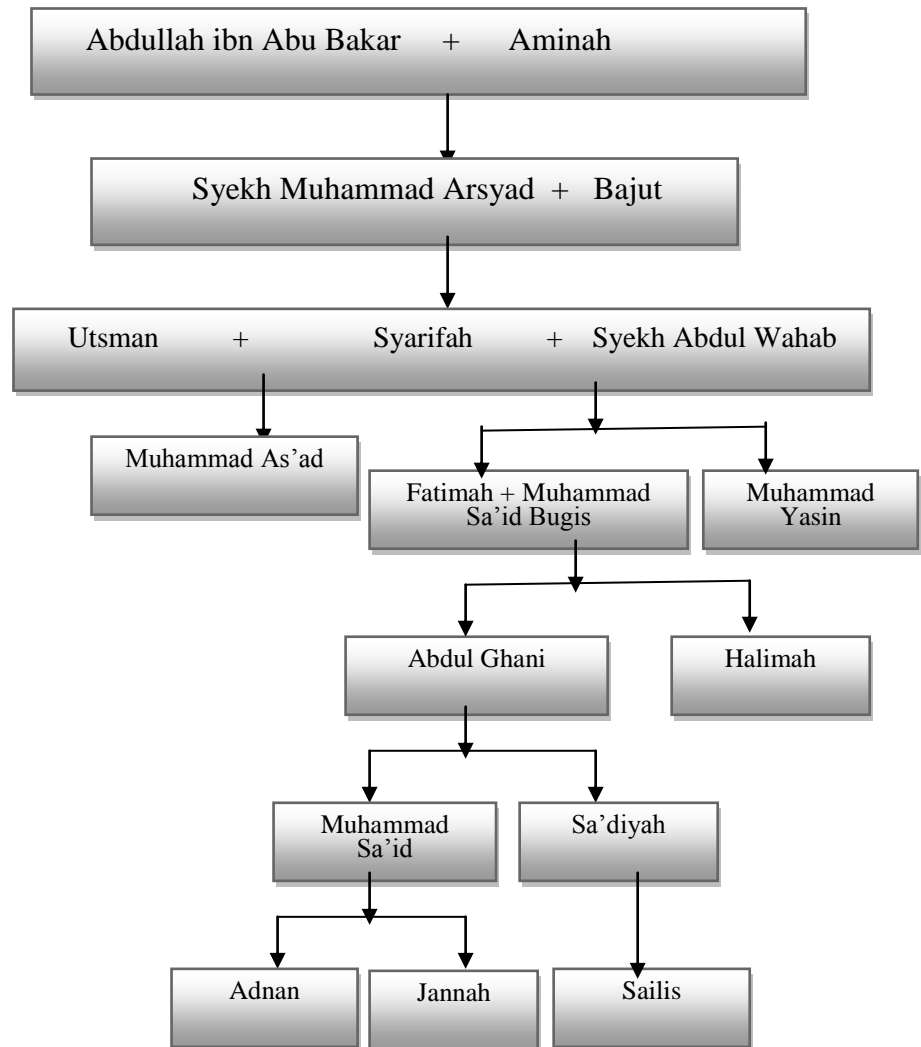 Abdullah ibn Abu Bakar + Aminah
Syekh Muhammad Arsyad + Bajut
Utsman + Syarifah + Syekh Abdul Wahab
Muhammad As’ad
Fatimah + Muhammad
Sa’id Bugis
Muhammad
Yasin
Abdul Ghani
Halimah
Muhammad
Sa’id
Sa’diyah
Adnan
Jannah
Sailis